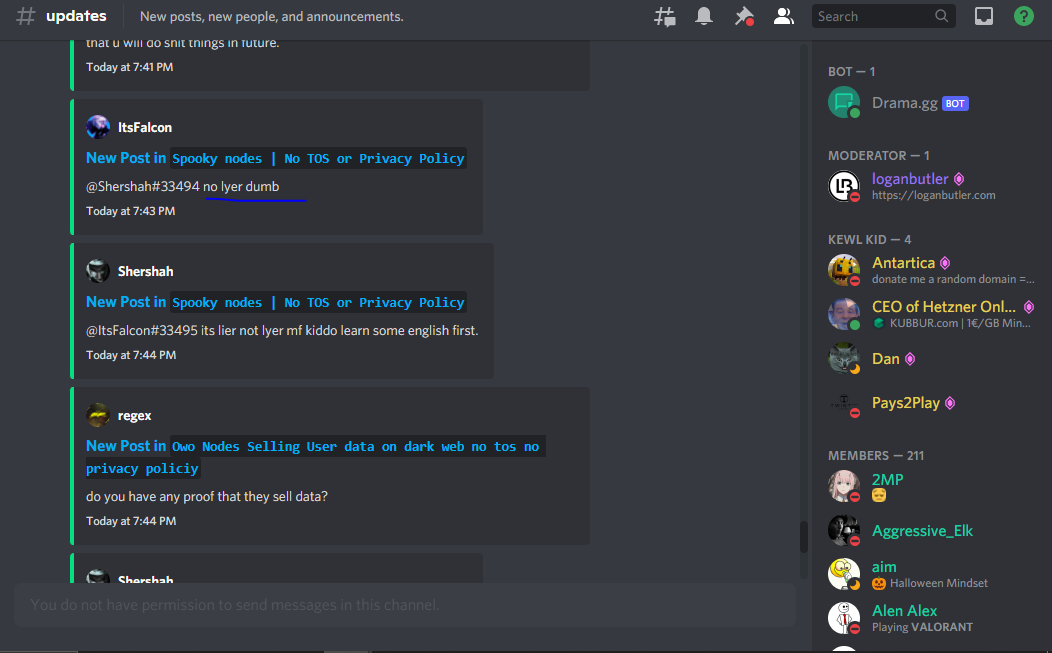 # updates New posts, new people, and announcements. Search
that u will do shit things in future.
Today at 7:41 PM
ItsFalcon
New Post in Spooky nodes | No TOS or Privacy Policy
@Shershah#33494 no lyer dumb
Today at 7:43 PM
Shershah
New Post in Spooky nodes | No TOS or Privacy Policy
@ItsFalcon#33495 its lier not lyer mf kiddo learn some english first.
Today at 7:44 PM
regex
New Post in Owo Nodes Selling User data on dark web no tos no
privacy policiy
do you have any proof that they sell data?
Today at 7:44 PM
Shershah
You do not have permission to send messages in this channel.
BOT — 1
Drama.gg BOT
MODERATOR — 1
LB
loganbutler
https://loganbutler.com
KEWL KID — 4
Antartica
donate me a random domain =...
CEO of Hetzner Onl...
KUBBUR.com | 1€/GB Min...
Dan
Pays2Play
MEMBERS — 211
2MP
Aggressive_Elk
aim
Halloween Mindset
Alen Alex
Playing VALORANT